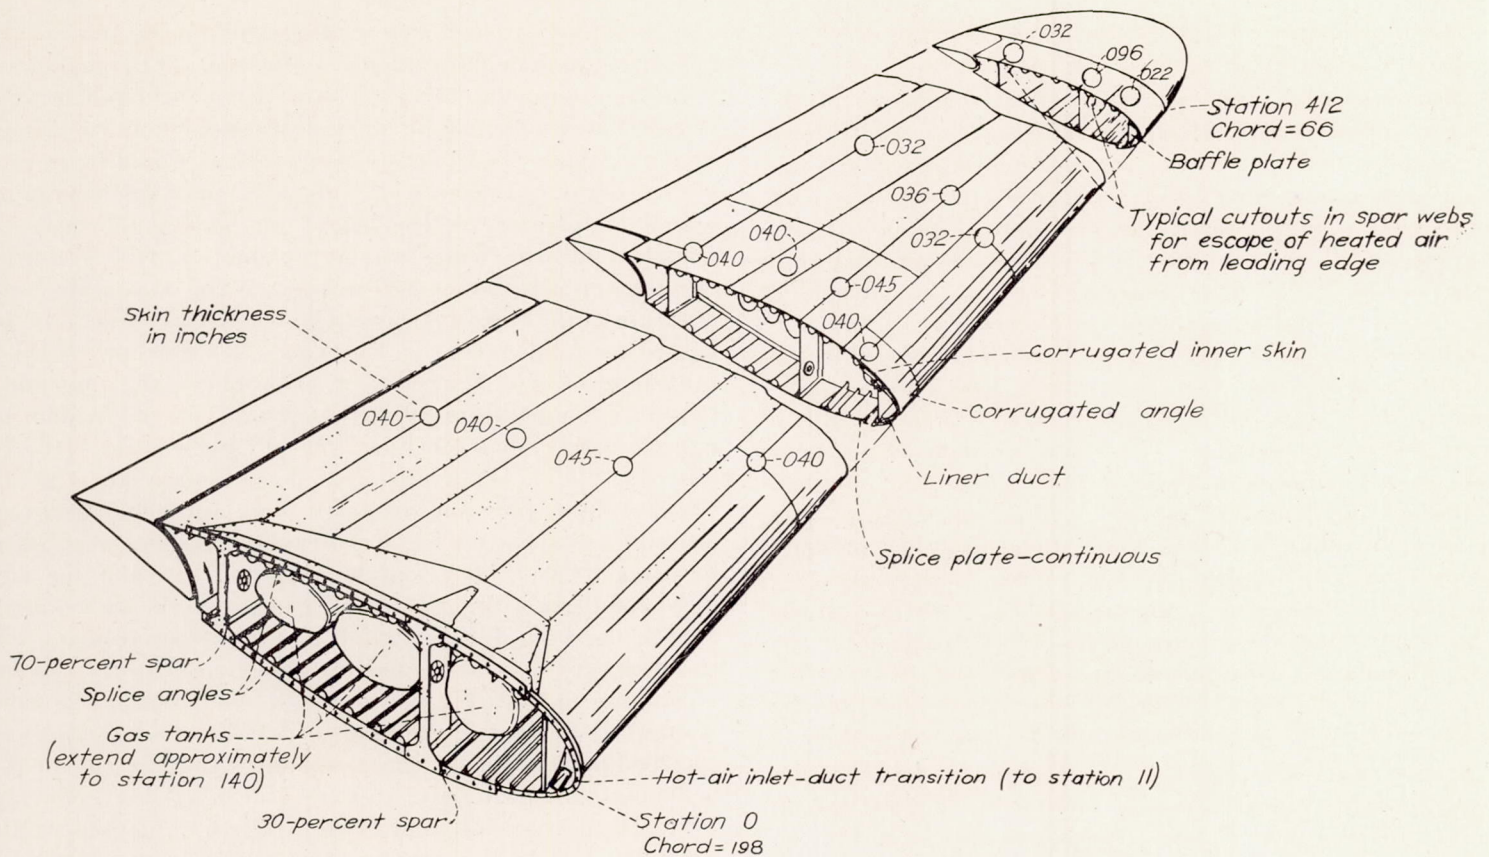 032
096
022
Station 412
Chord=66
Baffle plate
032
036
Typical cutouts in spar webs
for escape of heated air
from leading edge
040
040
032
045
040
Skin thickness
in inches
Corrugated inner skin
Corrugated angle
040
040
045
040
Liner duct
Splice plate-continuous
70-percent spar
Splice angles
Gas tanks
(extend approximately
to station 140)
Hot-air inlet-duct transition (to station 11)
30-percent spar
Station 0
Chord=198